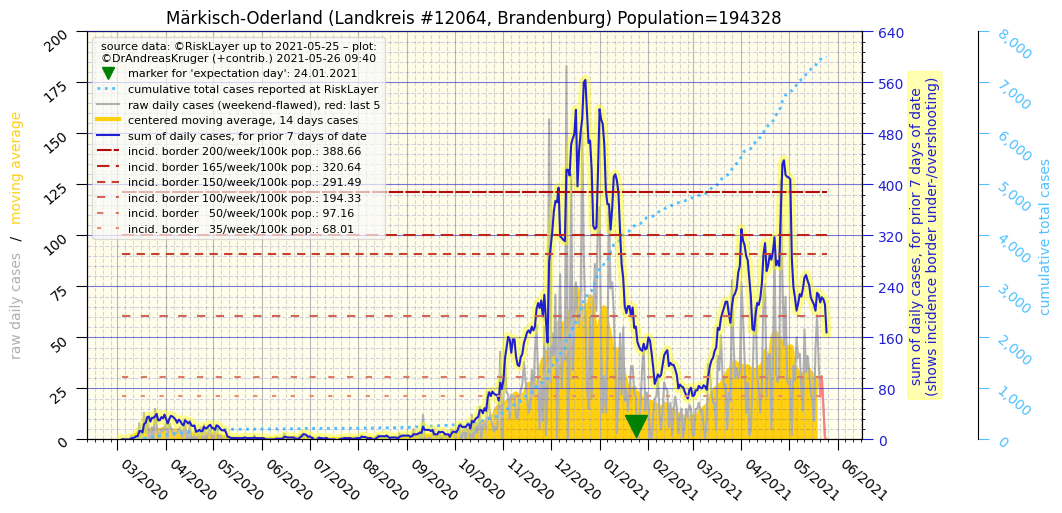 Märkisch-Oderland (Landkreis #12064, Brandenburg) Population=194328
source data: ©RiskLayer up to 2021-05-25 – plot:
©DrAndreasKruger (+contrib.) 2021-05-26 09:40
marker for 'expectation day': 24.01.2021
cumulative total cases reported at RiskLayer
raw daily cases (weekend-flawed), red: last 5
centered moving average, 14 days cases
sum of daily cases, for prior 7 days of date
incid. border 200/week/100k pop.: 388.66
incid. border 165/week/100k pop.: 320.64
incid. border 150/week/100k pop.: 291.49
incid. border 100/week/100k pop.: 194.33
incid. border 50/week/100k pop.: 97.16
incid. border 35/week/100k pop.: 68.01
raw daily cases / moving average
200
175
150
125
100
75
50
25
0
03/2020
04/2020
05/2020
06/2020
07/2020
08/2020
09/2020
10/2020
11/2020
12/2020
01/2021
02/2021
03/2021
04/2021
05/2021
06/2021
640
560
480
400
320
240
160
80
0
sum of daily cases, for prior 7 days of date
(shows incidence border under-/overshooting)
8,000
7,000
6,000
5,000
4,000
3,000
2,000
1,000
0
cumulative total cases